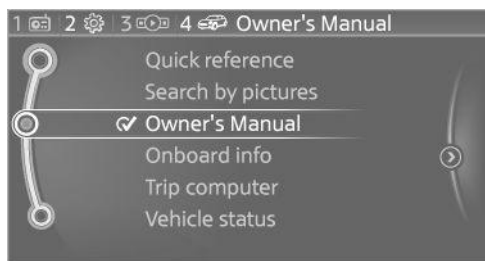 1 2 3 4 Owner's Manual
Quick reference
Search by pictures
Owner's Manual
Onboard info
Trip computer
Vehicle status